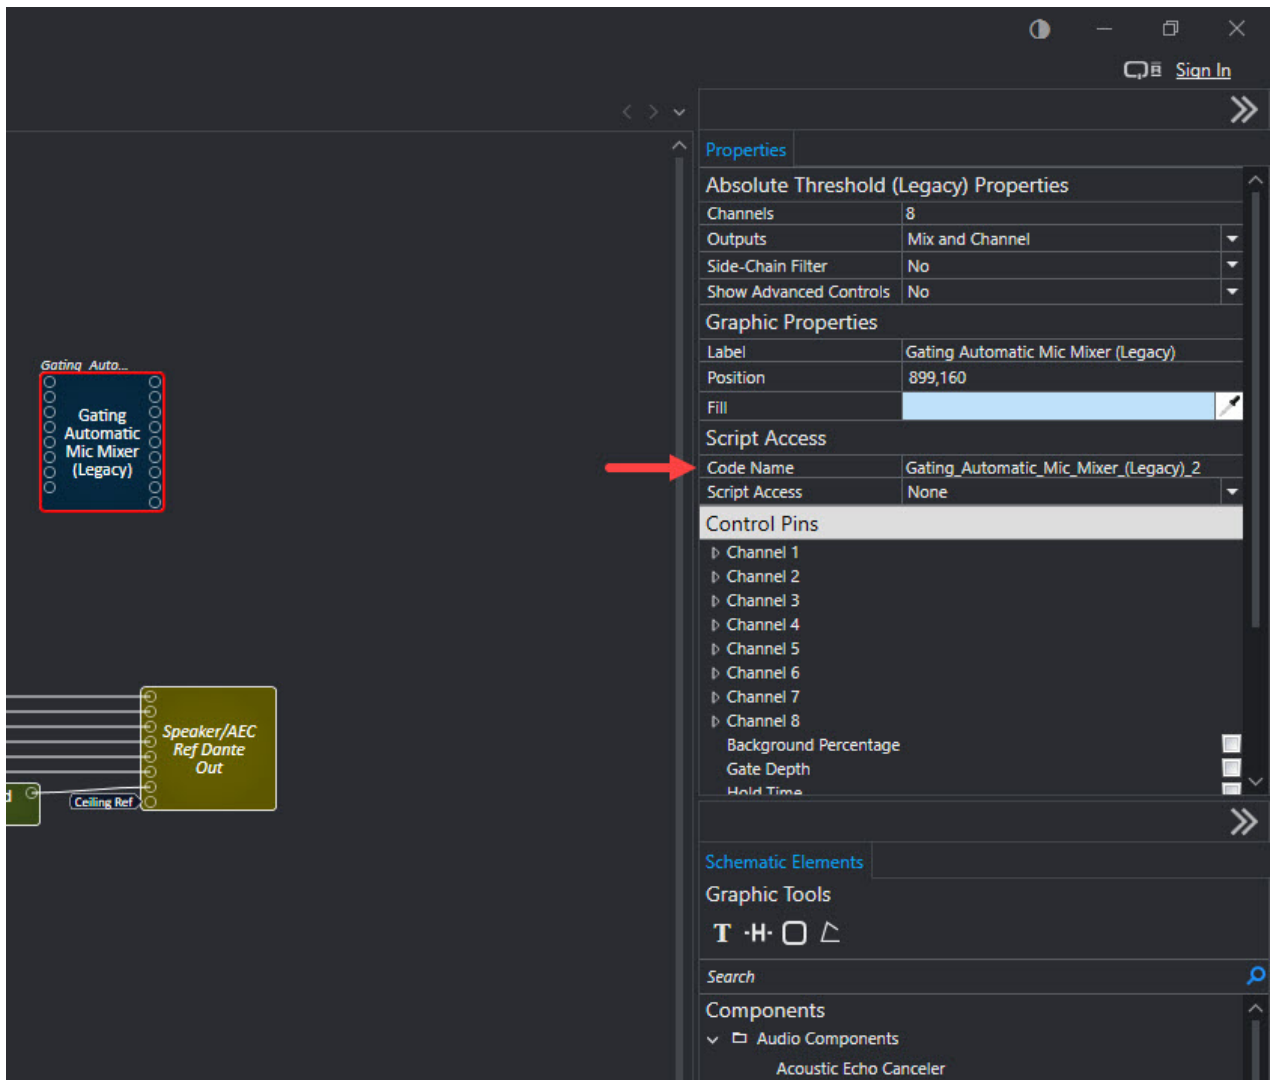 Sign In
Properties
Absolute Threshold (Legacy) Properties
Channels 8
Outputs Mix and Channel
Side-Chain Filter No
Show Advanced Controls No
Graphic Properties
Label Gating Automatic Mic Mixer (Legacy)
Position 899,160
Fill
Script Access
Code Name Gating_Automatic_Mic_Mixer_(Legacy)_2
Script Access None
Control Pins
Channel 1
Channel 2
Channel 3
Channel 4
Channel 5
Channel 6
Channel 7
Channel 8
Background Percentage
Gate Depth
Hold Time
Gating Auto...
Gating
Automatic
Mic Mixer
(Legacy)
Speaker/AEC
Ref Dante
Out
d
Ceiling Ref
Schematic Elements
Graphic Tools
T ·H·
Search
Components
Audio Components
Acoustic Echo Canceler